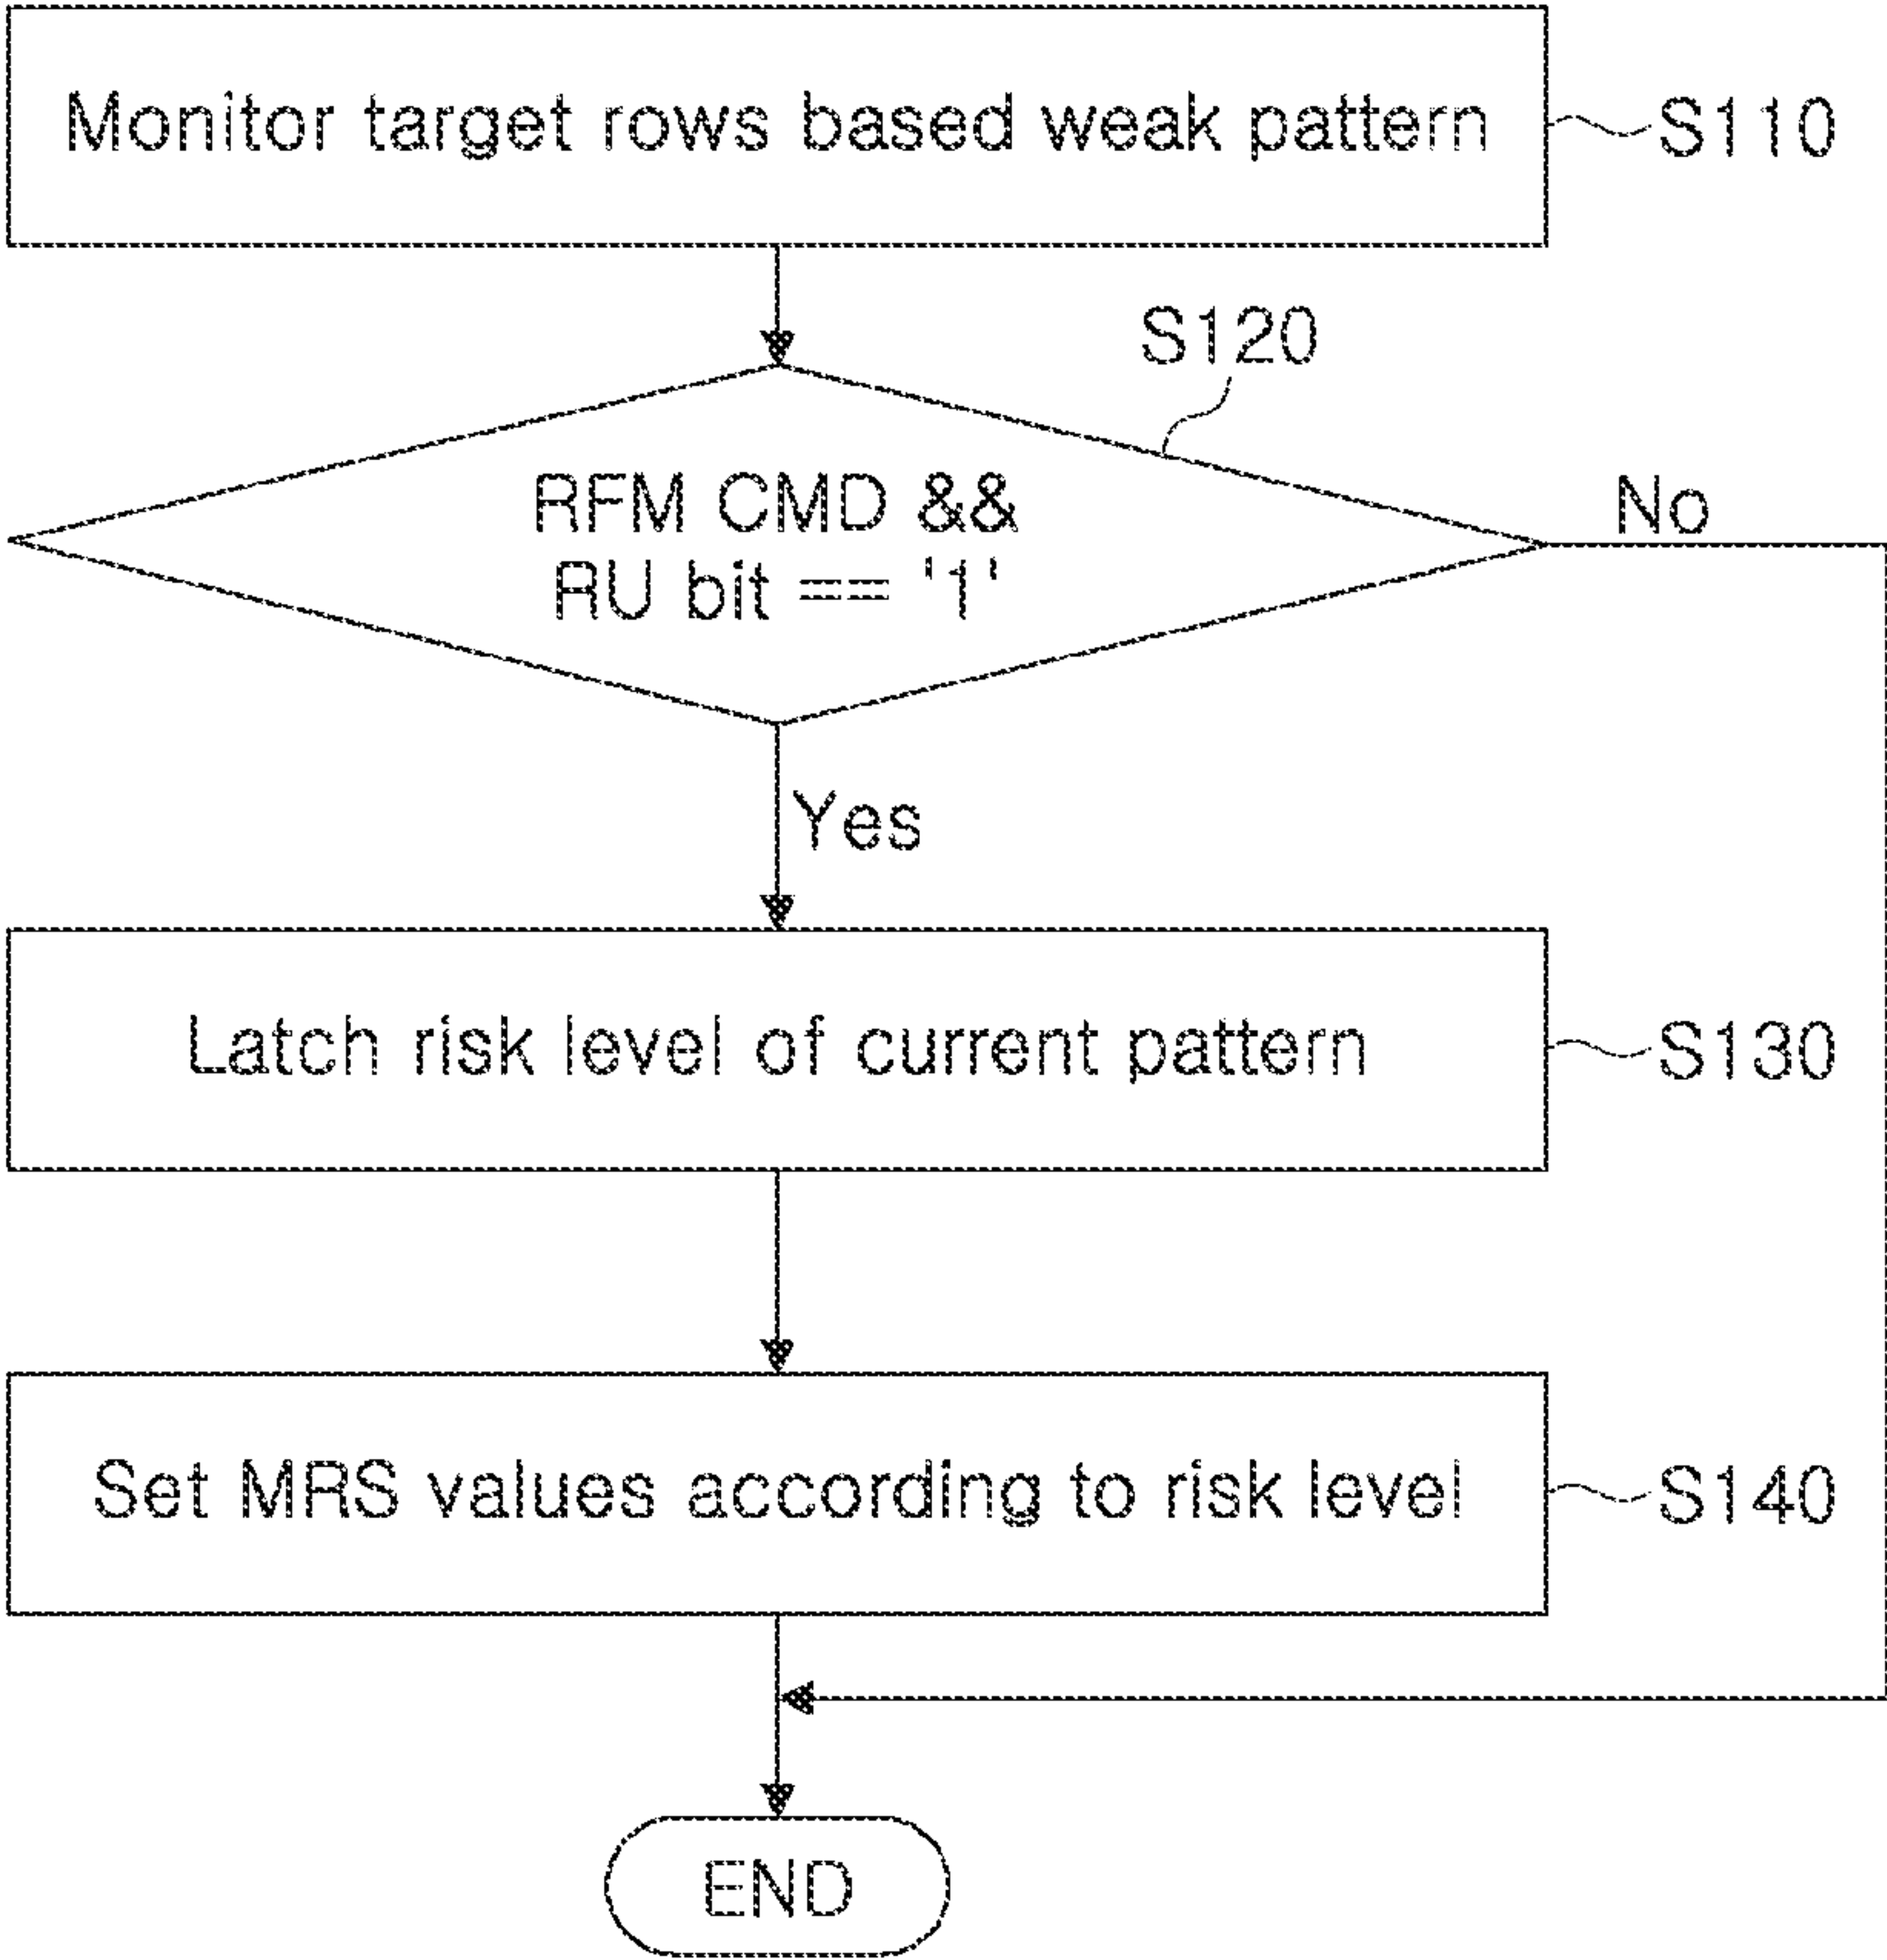 Monitor target rows based weak pattern
S110
S120
RFM CMD &&
RU bit == '1'
No
Yes
Latch risk level of current pattern
S130
Set MRS values according to risk level
S140
END